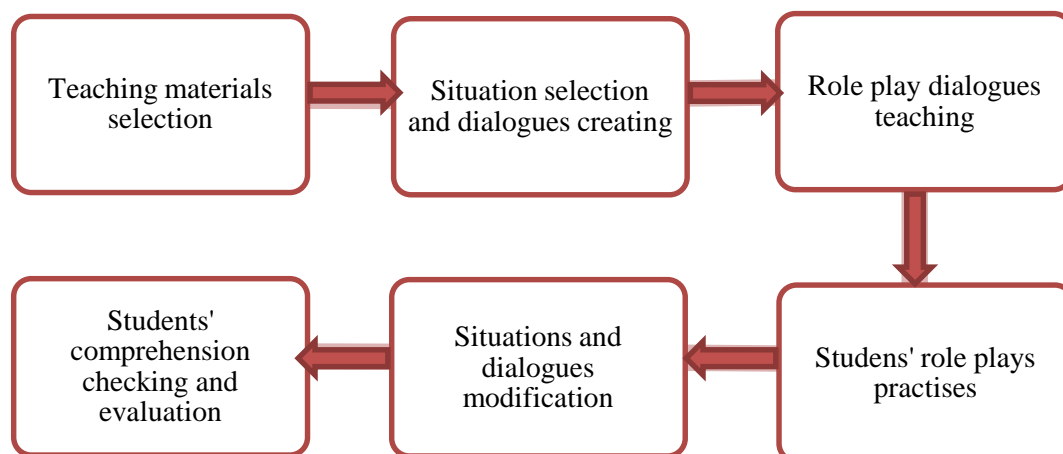 Teaching materials
selection
Situation selection
and dialogues creating
Role play dialogues
teaching
Studens' role plays
practises
Situations and
dialogues
modification
Students'
comprehension
checking and
evaluation